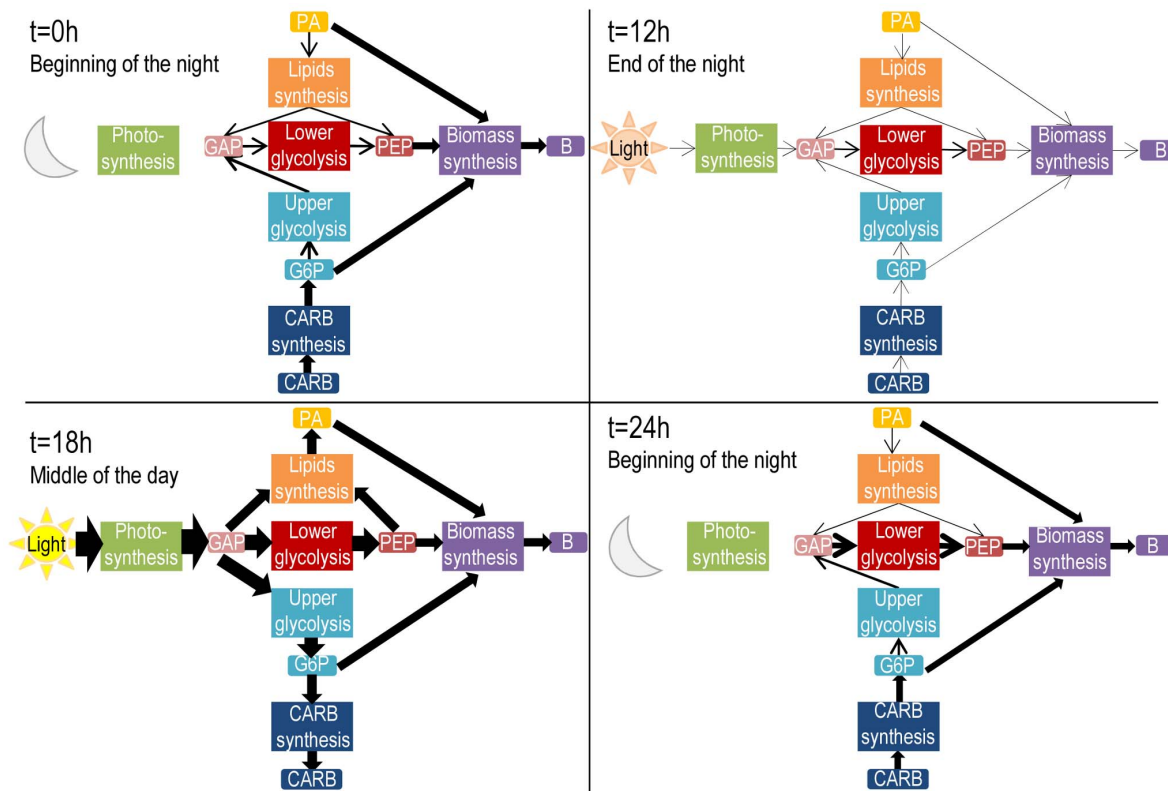 t=0h
Beginning of the night
PA
Lipids
synthesis
Photo-
synthesis
GAP
Lower
glycolysis
PEP
Biomass
synthesis
B
Upper
glycolysis
G6P
CARB
synthesis
CARB
t=12h
End of the night
PA
Lipids
synthesis
Light
Photo-
synthesis
GAP
Lower
glycolysis
PEP
Biomass
synthesis
B
Upper
glycolysis
G6P
CARB
synthesis
CARB
t=18h
Middle of the day
PA
Lipids
synthesis
Light
Photo-
synthesis
GAP
Lower
glycolysis
PEP
Biomass
synthesis
B
Upper
glycolysis
G6P
CARB
synthesis
CARB
t=24h
Beginning of the night
PA
Lipids
synthesis
Photo-
synthesis
GAP
Lower
glycolysis
PEP
Biomass
synthesis
B
Upper
glycolysis
G6P
CARB
synthesis
CARB